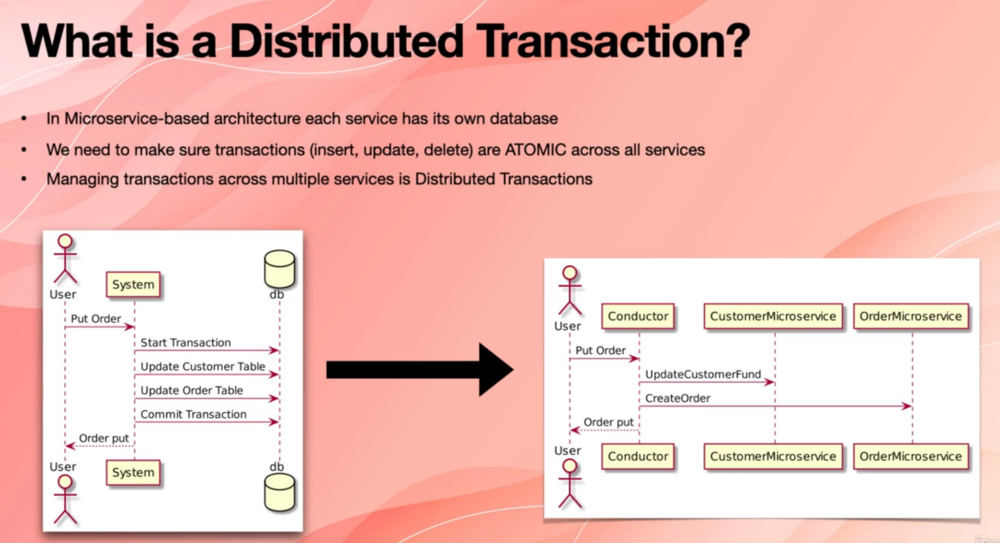 What is a Distributed Transaction?
• In Microservice-based architecture each service has its own database
• We need to make sure transactions (insert, update, delete) are ATOMIC across all services
• Managing transactions across multiple services is Distributed Transactions
User
System
db
Put Order
Start Transaction
Update Customer Table
Update Order Table
Commit Transaction
Order put
User
System
db
User
Conductor
CustomerMicroservice
OrderMicroservice
Put Order
UpdateCustomerFund
CreateOrder
Order put
User
Conductor
CustomerMicroservice
OrderMicroservice